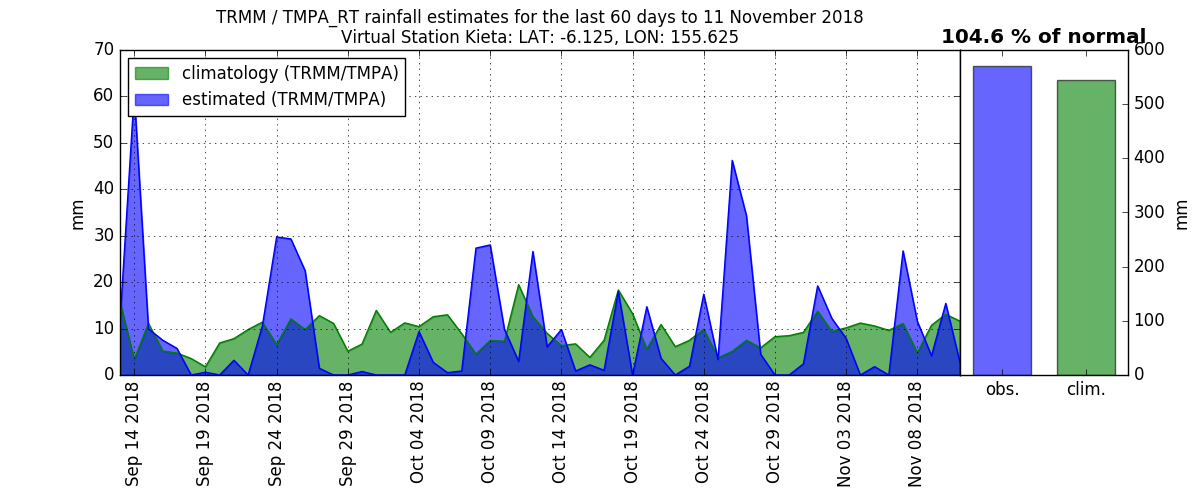 TRMM / TMPA_RT rainfall estimates for the last 60 days to 11 November 2018
Virtual Station Kieta: LAT: -6.125, LON: 155.625
104.6 % of normal
climatology (TRMM/TMPA)
estimated (TRMM/TMPA)
70
60
50
40
30
20
10
0
mm
Sep 14 2018
Sep 19 2018
Sep 24 2018
Sep 29 2018
Oct 04 2018
Oct 09 2018
Oct 14 2018
Oct 19 2018
Oct 24 2018
Oct 29 2018
Nov 03 2018
Nov 08 2018
600
500
400
300
200
100
0
mm
obs.
clim.